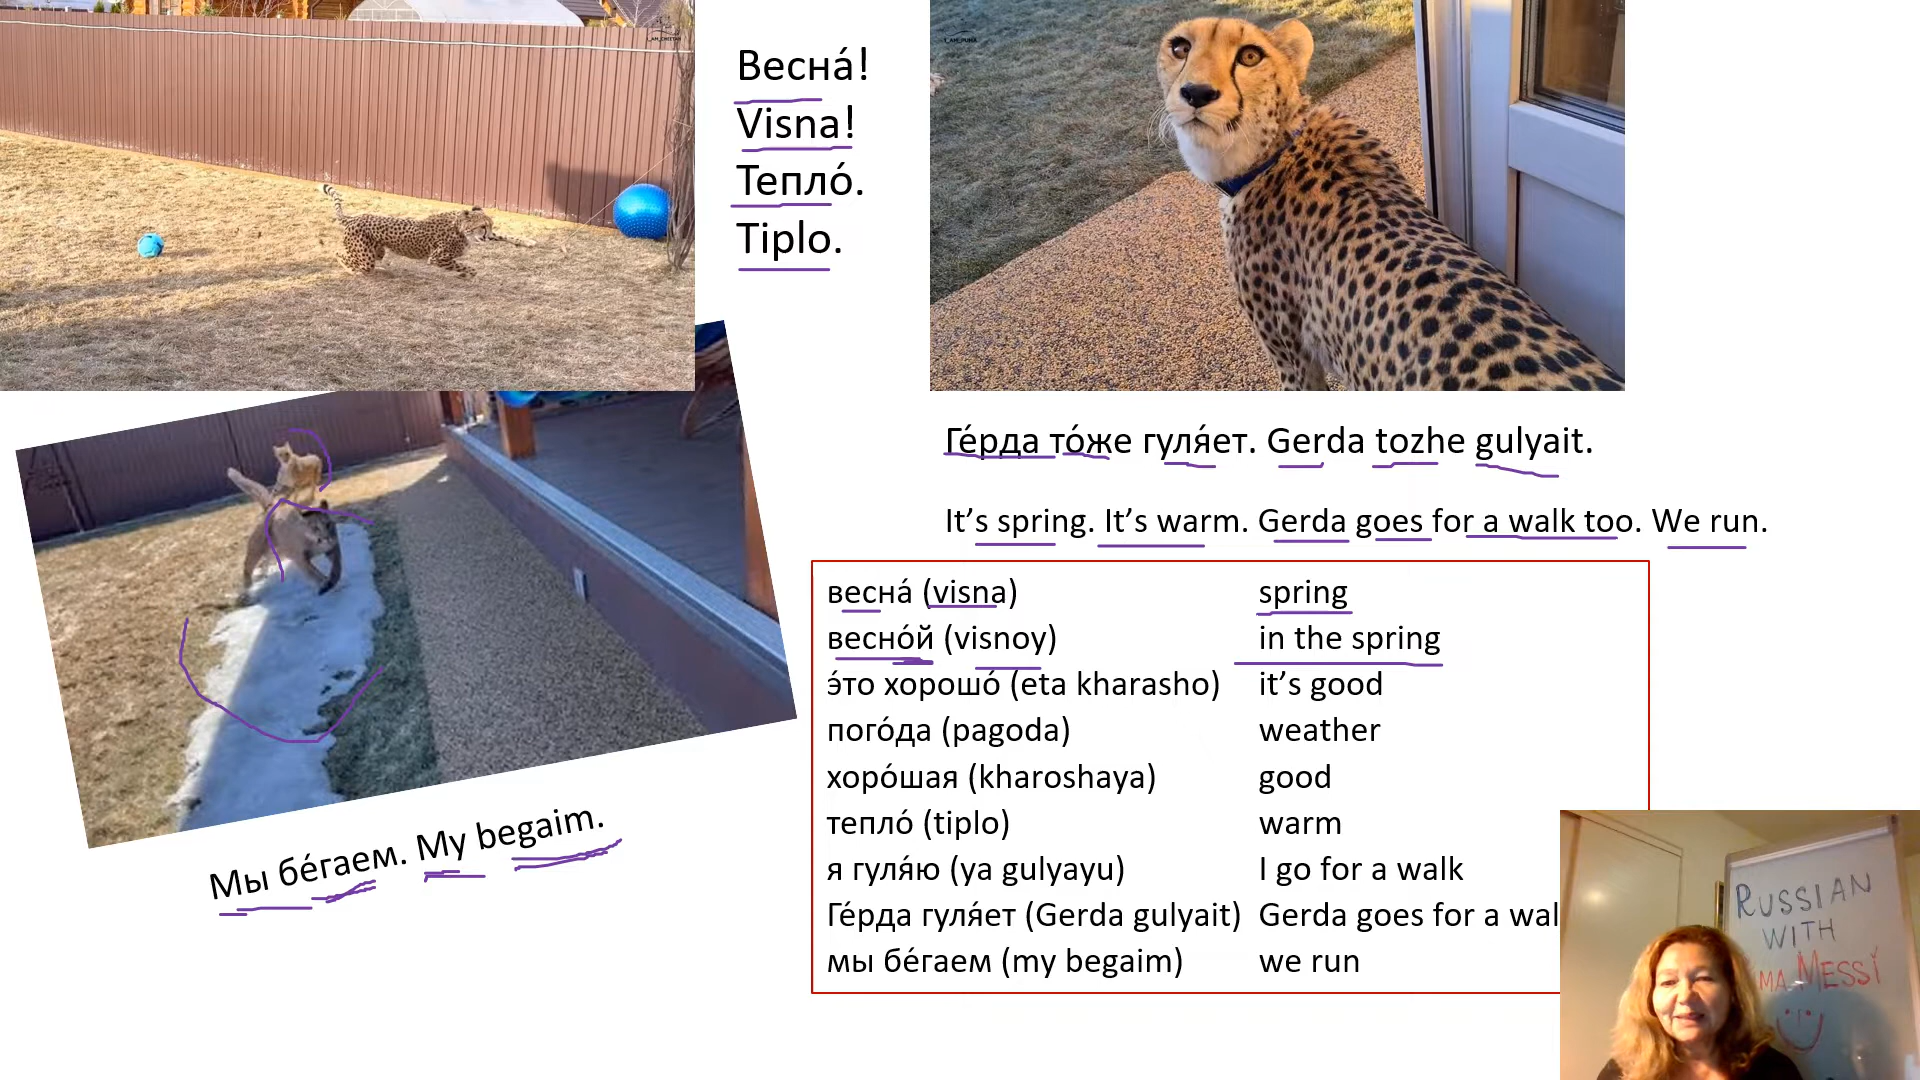 I_AM_CHEETAH
I_AM_PUMA
Весна́!
Visna!
Тепло́.
Tiplo.
Ге́рда то́же гуля́ет. Gerda tozhe gulyait.
It’s spring. It’s warm. Gerda goes for a walk too. We run.
Мы бе́гаем. My begaim.
весна́ (visna) spring
весно́й (visnoy) in the spring
э́то хорошо́ (eta kharasho) it’s good
пого́да (pagoda) weather
хоро́шая (kharoshaya) good
тепло́ (tiplo) warm
я гуля́ю (ya gulyayu) I go for a walk
Ге́рда гуля́ет (Gerda gulyait) Gerda goes for a wal
мы бе́гаем (my begaim) we run
RUSSIAN
WITH
MA MESSI